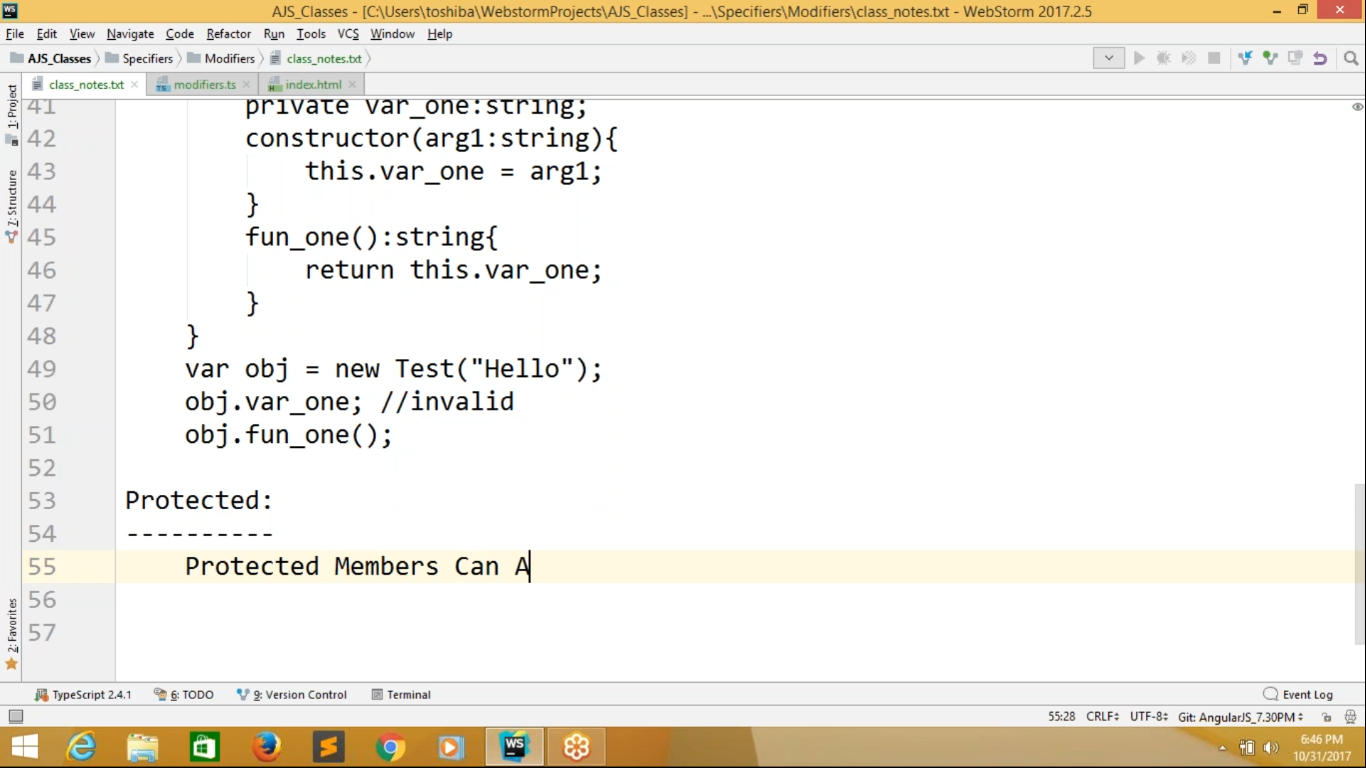 WS AJS_Classes - [C:\Users\toshiba\WebstormProjects\AJS_Classes] - ...\Specifiers\Modifiers\class_notes.txt - WebStorm 2017.2.5
File Edit View Navigate Code Refactor Run Tools VCS Window Help
AJS_Classes Specifiers Modifiers class_notes.txt
class_notes.txt modifiers.ts index.html
1: Project
7: Structure
2: Favorites
41 private var_one:string;
42 constructor(arg1:string){
43 this.var_one = arg1;
44 }
45 fun_one():string{
46 return this.var_one;
47 }
48 }
49 var obj = new Test("Hello");
50 obj.var_one; //invalid
51 obj.fun_one();
52
53 Protected:
54 ----------
55 Protected Members Can A
56
57
TypeScript 2.4.1 6: TODO 9: Version Control Terminal Event Log
55:28 CRLF UTF-8 Git: AngularJS_7.30PM
WS
6:46 PM
10/31/2017